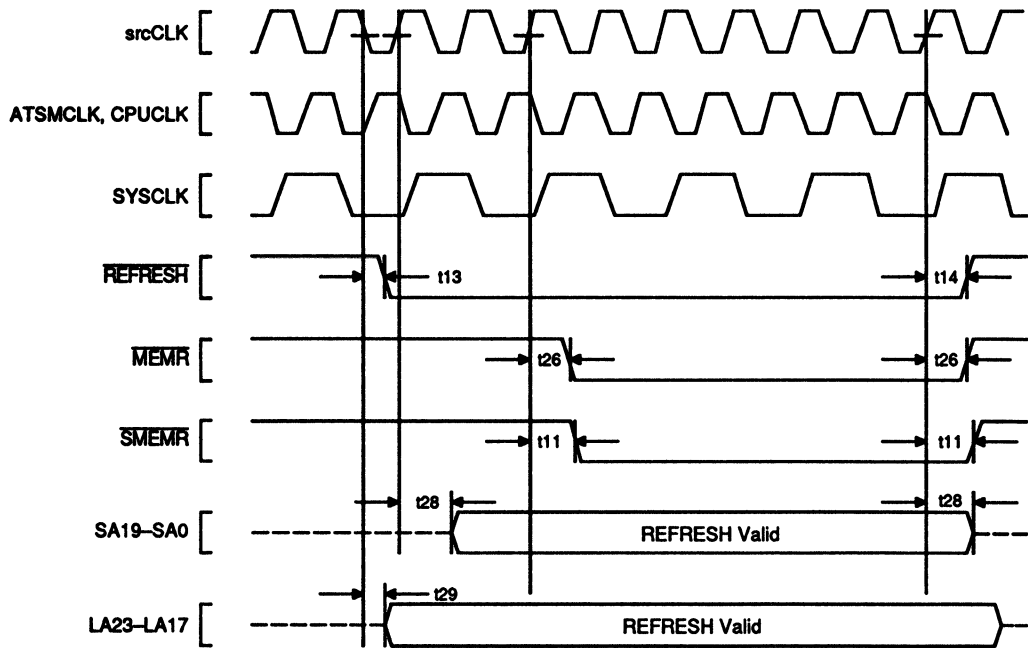 srcCLK
ATSMCLK, CPUCLK
SYSCLK
REFRESH
t13
t14
MEMR
t26
t26
SMEMR
t11
t11
t28
t28
SA19–SA0
REFRESH Valid
t29
LA23–LA17
REFRESH Valid